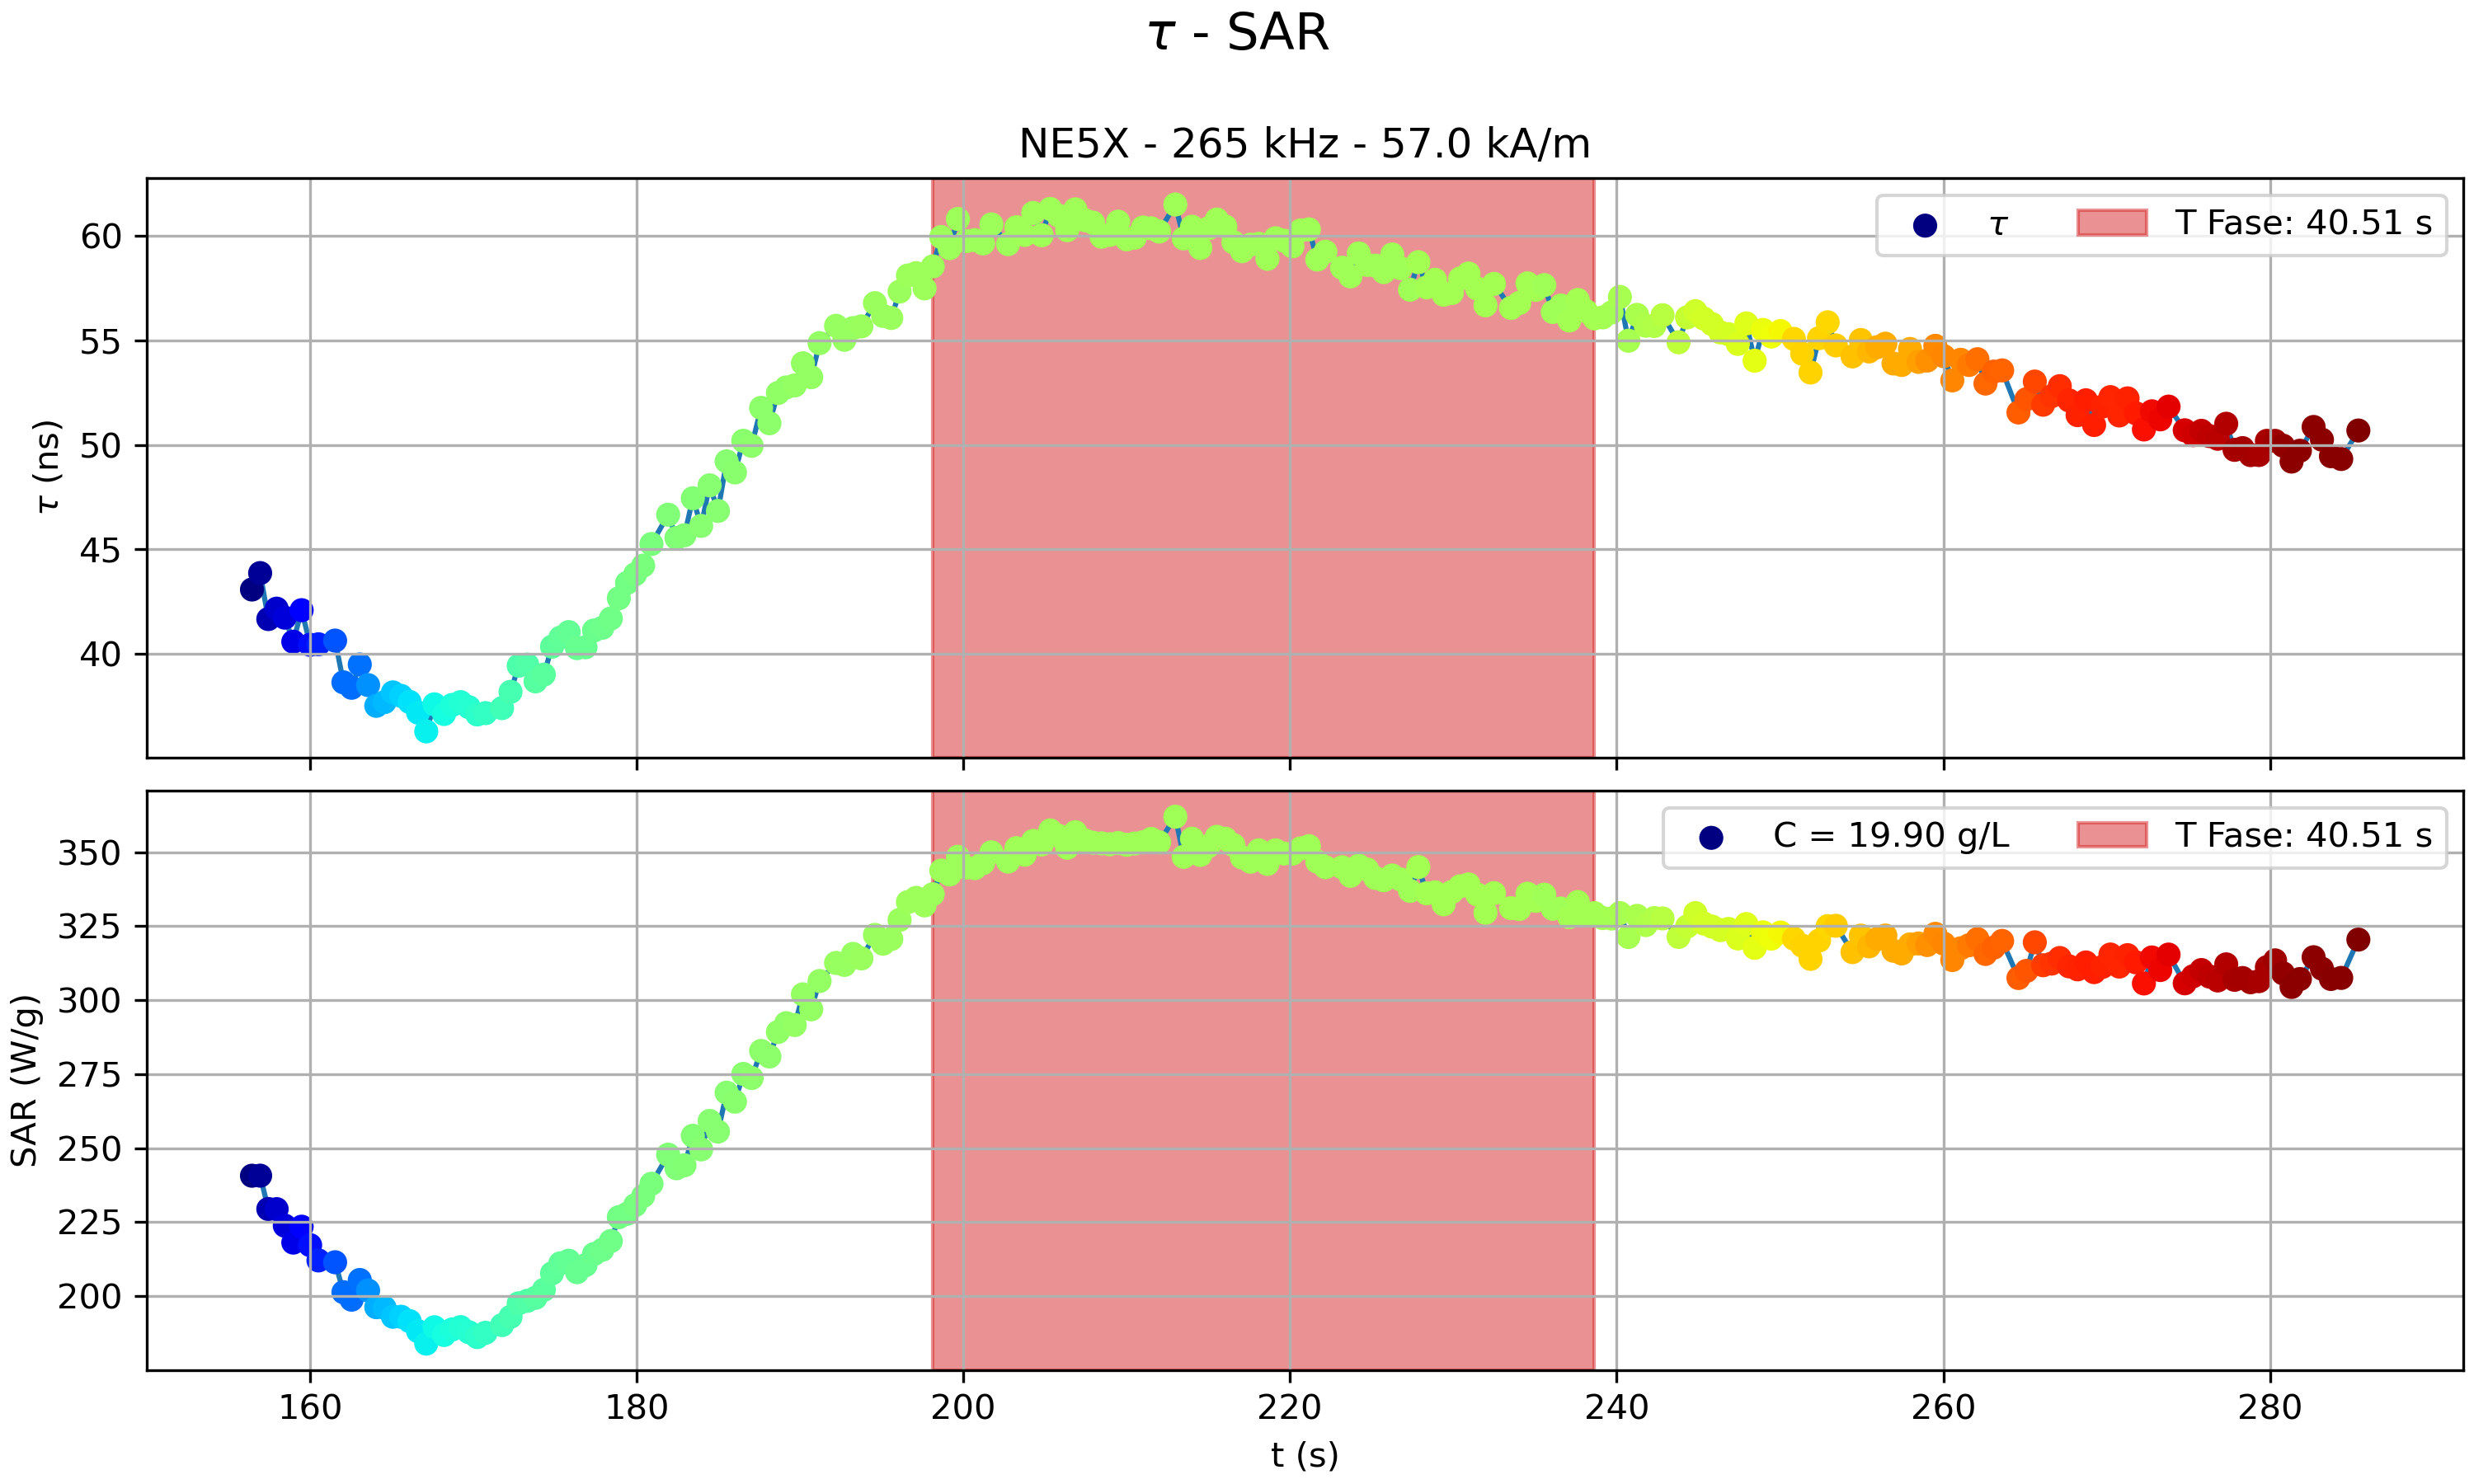 τ - SAR
NE5X - 265 kHz - 57.0 kA/m
τ T Fase: 40.51 s
60
55
50
45
40
τ (ns)
C = 19.90 g/L T Fase: 40.51 s
350
325
300
275
250
225
200
SAR (W/g)
160 180 200 220 240 260 280
t (s)